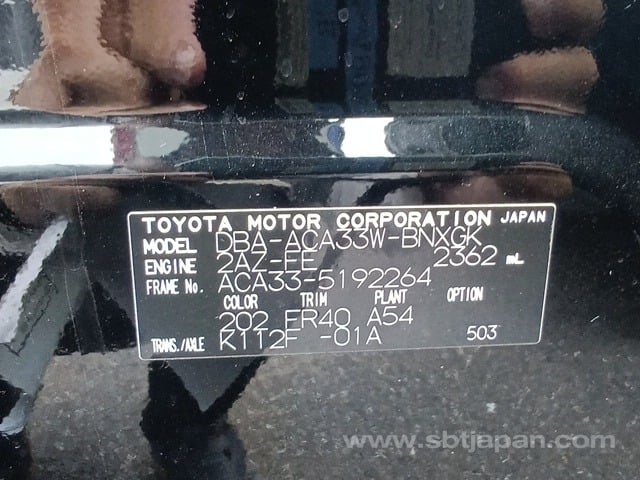 TOYOTA MOTOR CORPORATION JAPAN
MODEL DBA-ACA33W-BNXGK
ENGINE 2AZ-FE 2362 mL
FRAME No. ACA33-5192264
COLOR TRIM PLANT OPTION
202 FR40 A54
TRANS./AXLE K112F -01A 503
www.sbtjapan.com